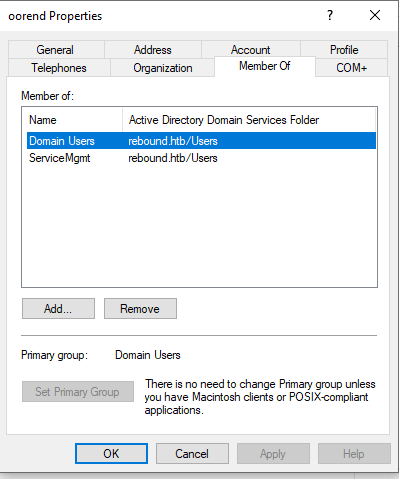 oorend Properties
General Address Account Profile
Telephones Organization Member Of COM+
Member of:
Name Active Directory Domain Services Folder
Domain Users rebound.htb/Users
ServiceMgmt rebound.htb/Users
Add... Remove
Primary group: Domain Users
Set Primary Group
There is no need to change Primary group unless
you have Macintosh clients or POSIX-compliant
applications.
OK Cancel Apply Help